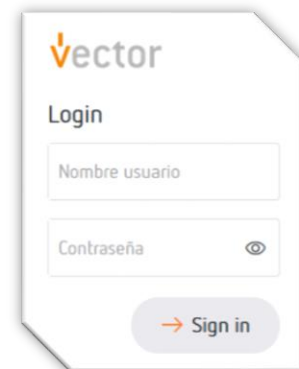 vector
Login
Nombre usuario
Contraseña
Sign in